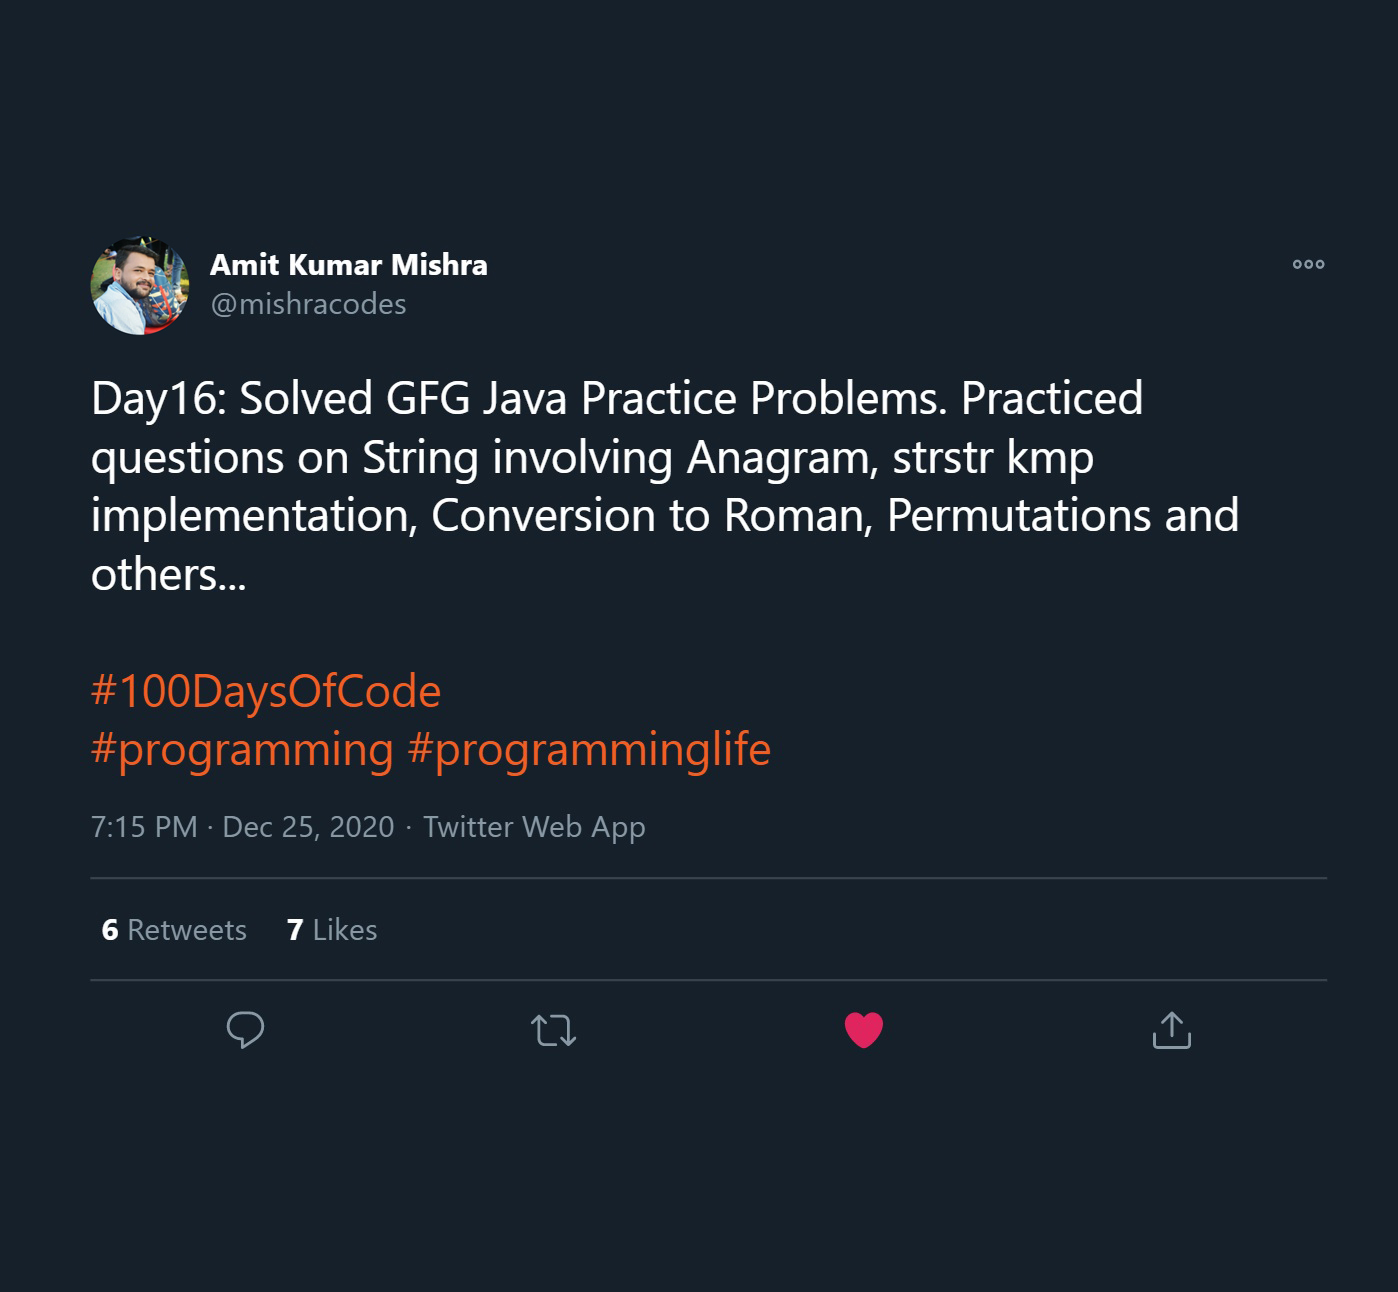 Amit Kumar Mishra
@mishracodes
Day16: Solved GFG Java Practice Problems. Practiced
questions on String involving Anagram, strstr kmp
implementation, Conversion to Roman, Permutations and
others...
#100DaysOfCode
#programming #programminglife
7:15 PM · Dec 25, 2020 · Twitter Web App
6 Retweets 7 Likes